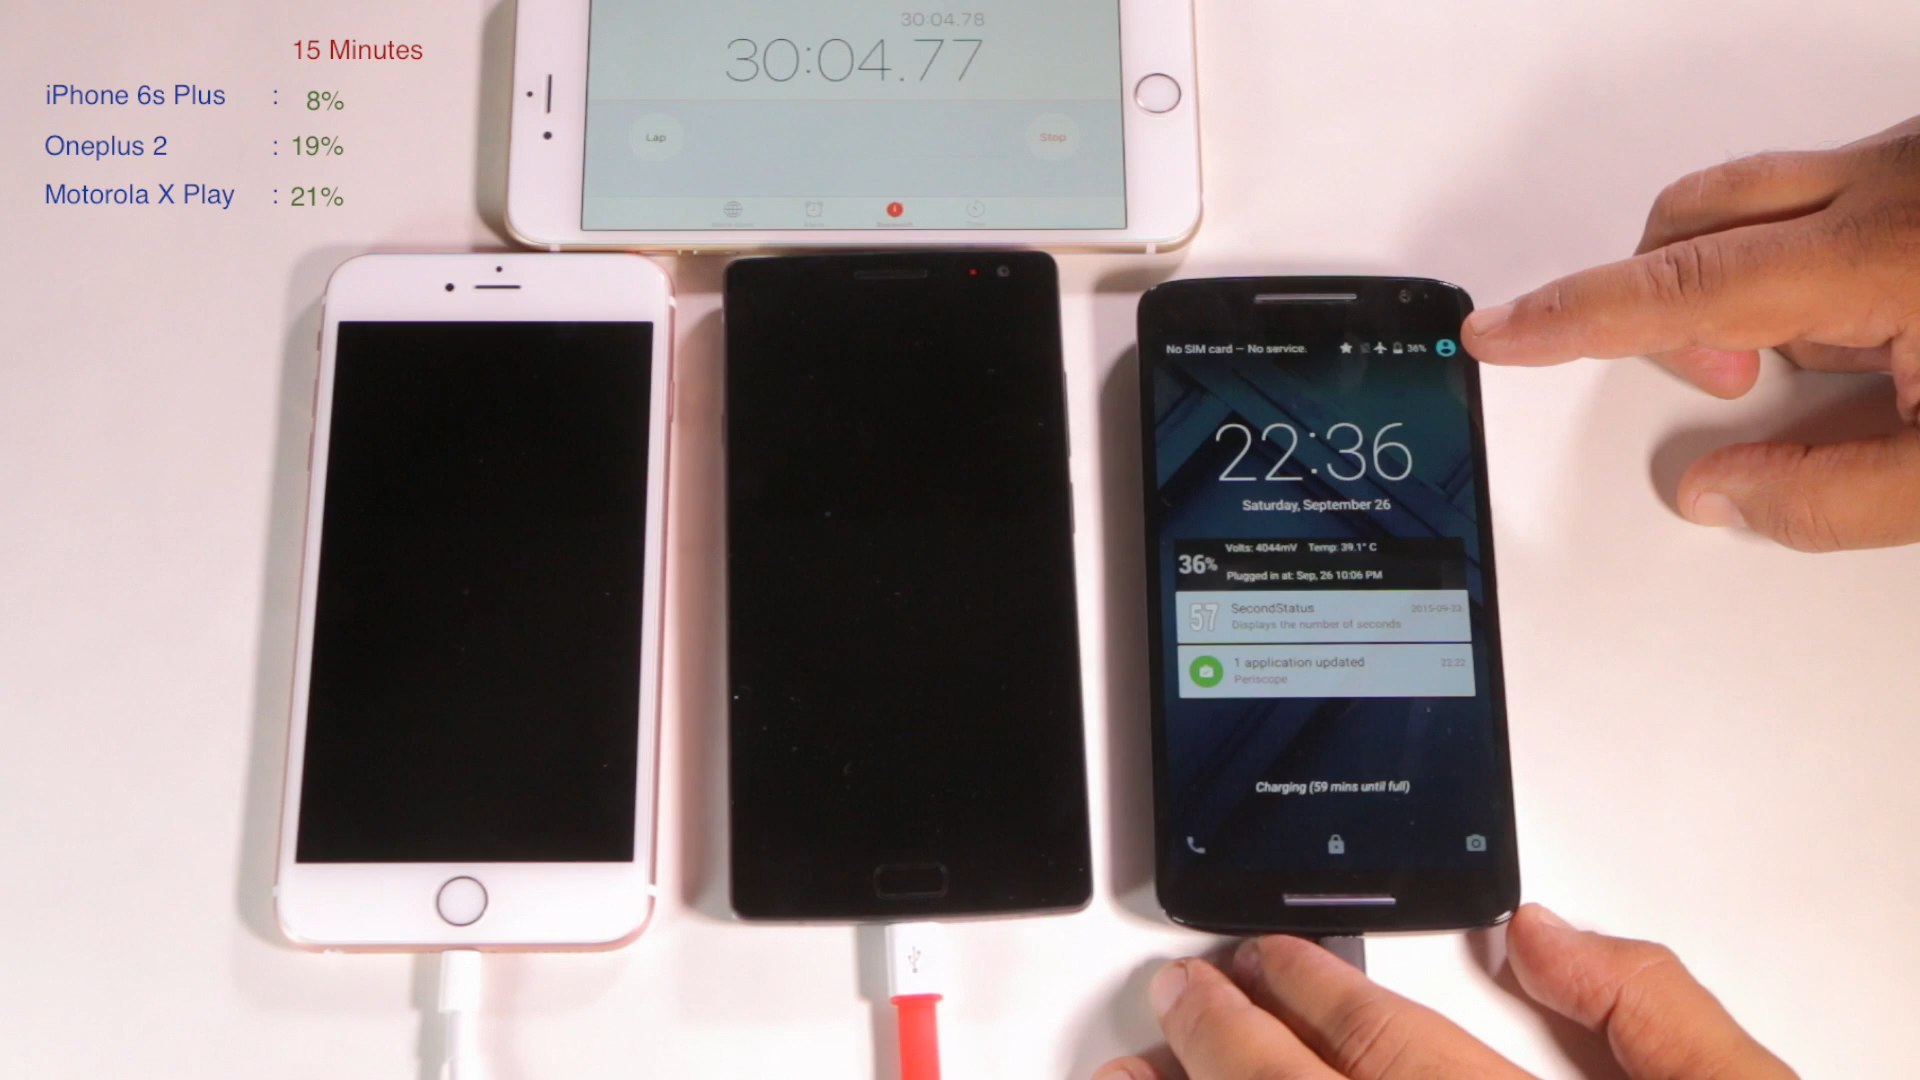 15 Minutes
iPhone 6s Plus : 8%
Oneplus 2 : 19%
Motorola X Play : 21%
30:04.78
30:04.77
Lap
Stop
No SIM card — No service.
36%
22:36
Saturday, September 26
36%
Volts: 4044mV Temp: 39.1° C
Plugged in at: Sep, 26 10:06 PM
57
SecondStatus 2015-09-23
Displays the number of seconds
1 application updated 22:22
Periscope
Charging (59 mins until full)